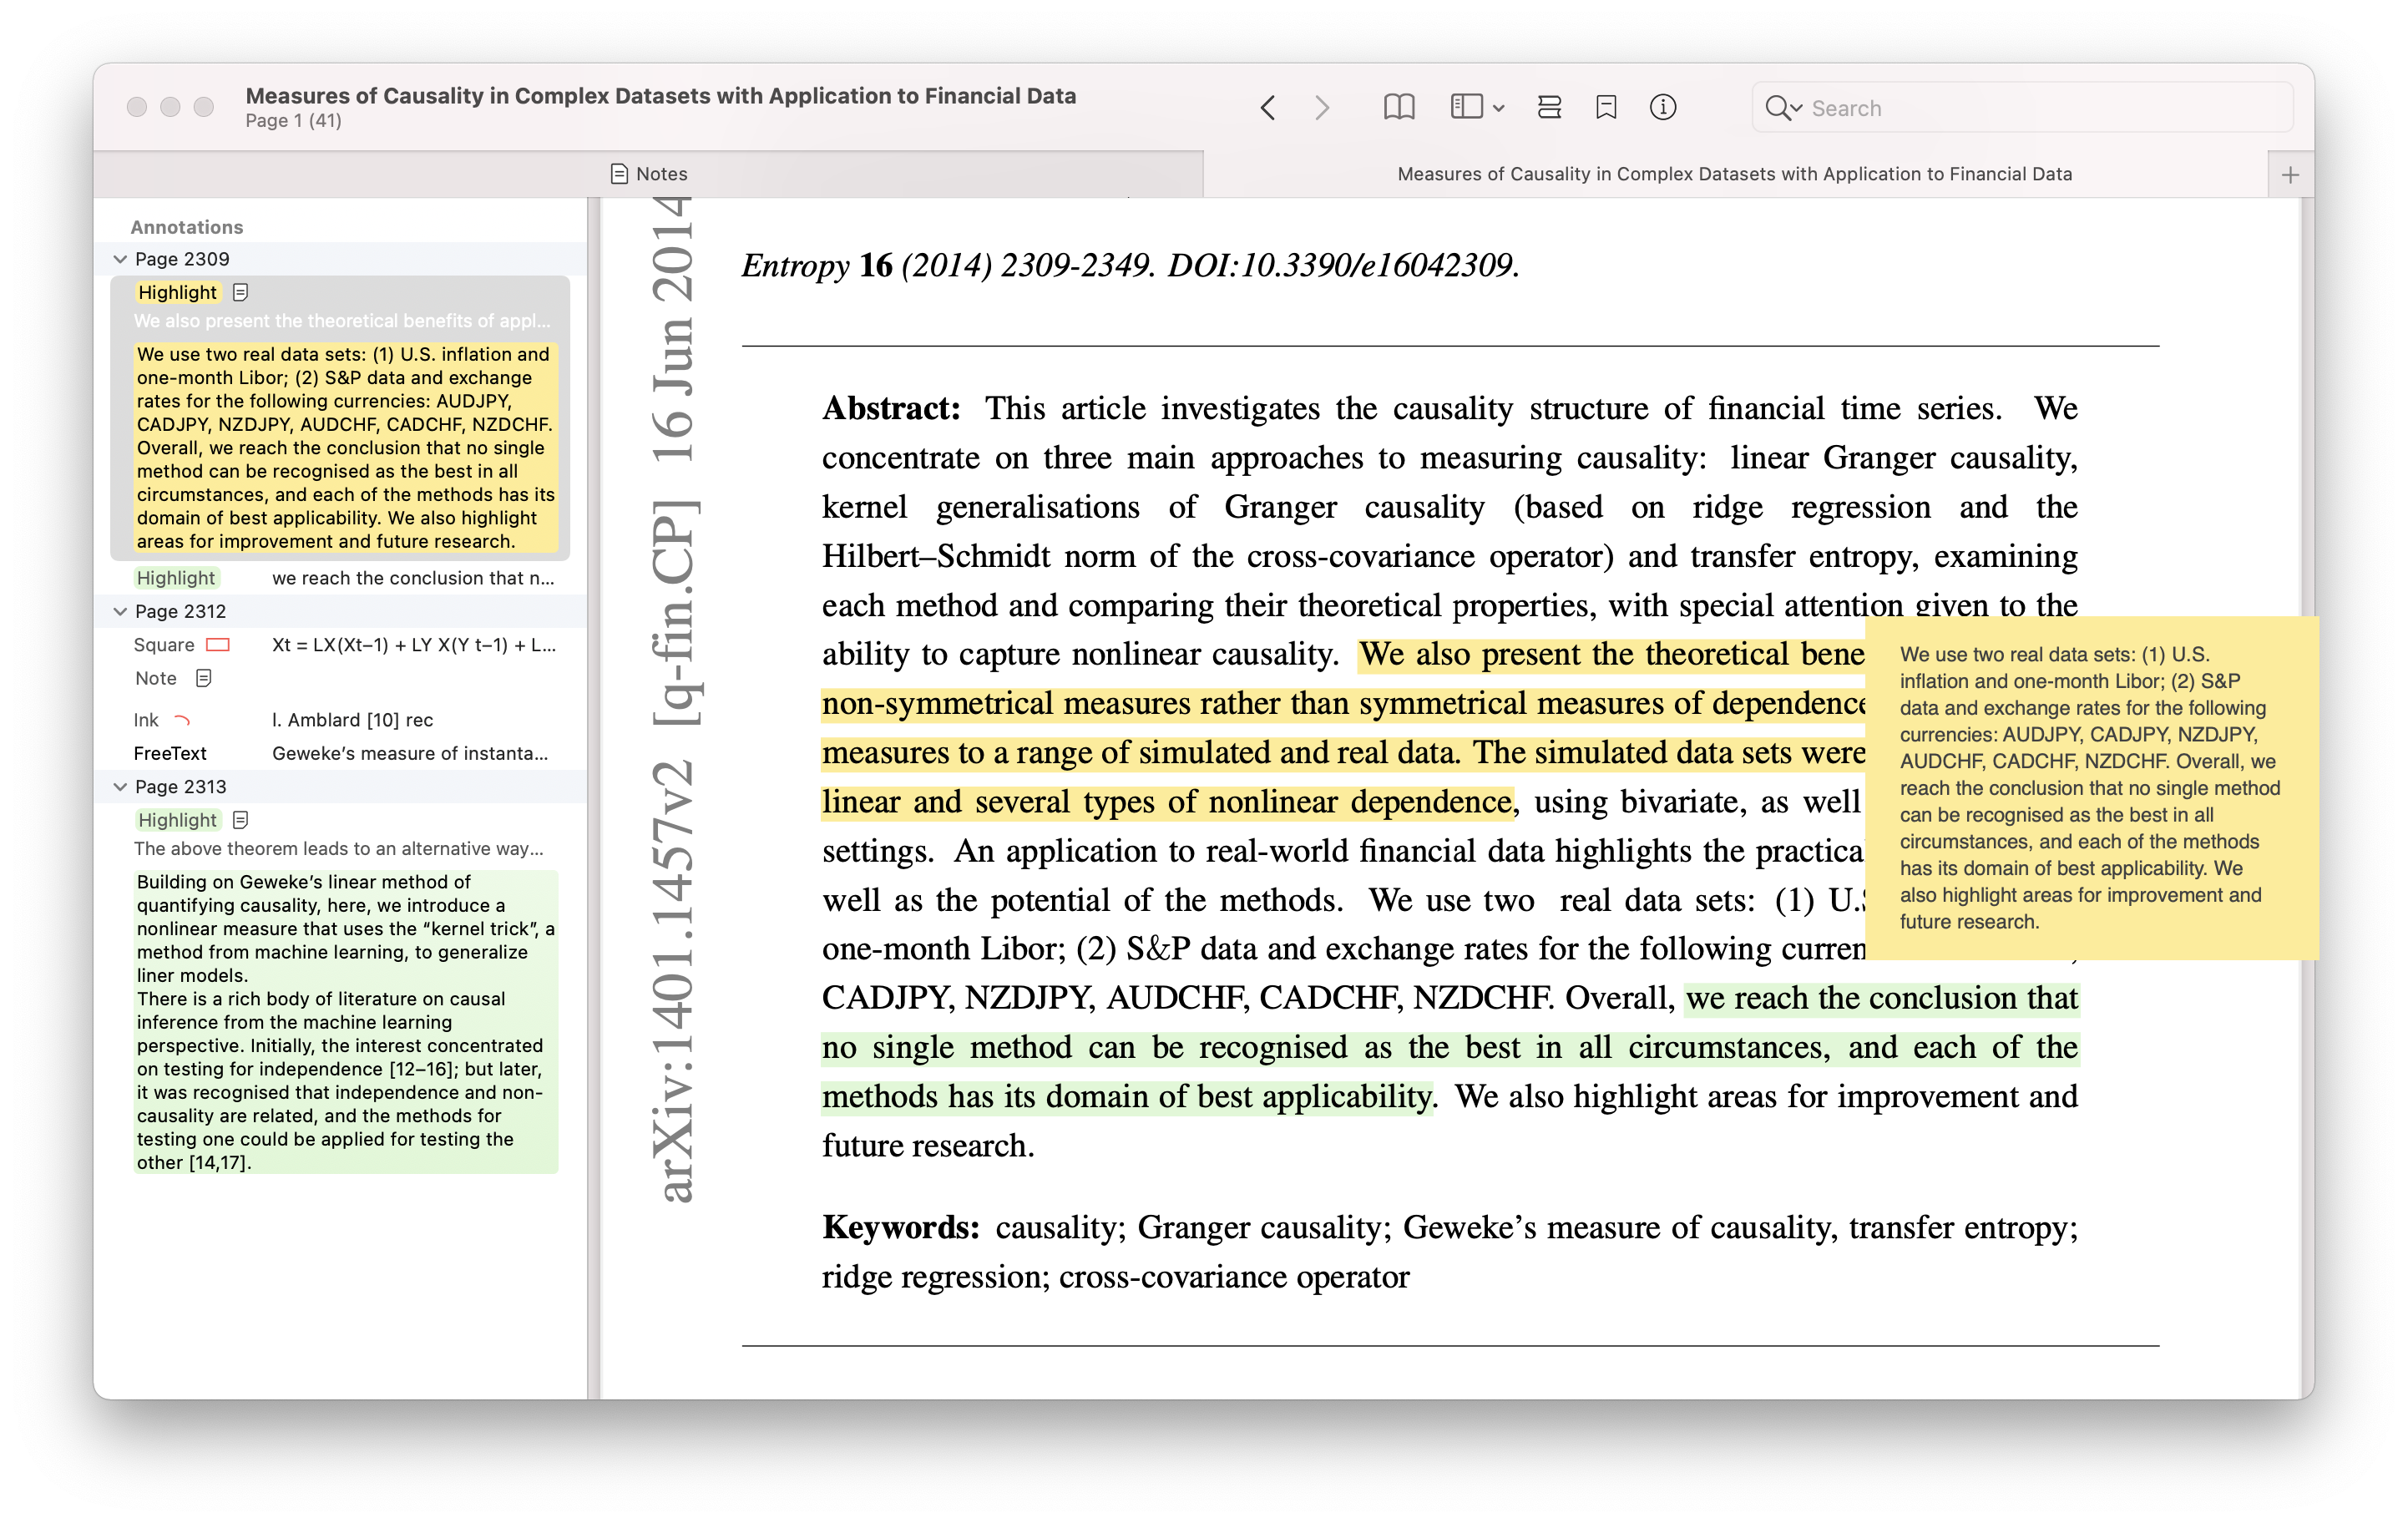 Measures of Causality in Complex Datasets with Application to Financial Data
Page 1 (41)
Search
Notes
Measures of Causality in Complex Datasets with Application to Financial Data
Annotations
Page 2309
Highlight
We also present the theoretical benefits of appl...
We use two real data sets: (1) U.S. inflation and
one-month Libor; (2) S&P data and exchange
rates for the following currencies: AUDJPY,
CADJPY, NZDJPY, AUDCHF, CADCHF, NZDCHF.
Overall, we reach the conclusion that no single
method can be recognised as the best in all
circumstances, and each of the methods has its
domain of best applicability. We also highlight
areas for improvement and future research.
Highlight we reach the conclusion that n...
Page 2312
Square Xt = LX(Xt−1) + LY X(Y t−1) + L...
Note
Ink l. Amblard [10] rec
FreeText Geweke's measure of instanta...
Page 2313
Highlight
The above theorem leads to an alternative way...
Building on Geweke's linear method of
quantifying causality, here, we introduce a
nonlinear measure that uses the “kernel trick”, a
method from machine learning, to generalize
liner models.
There is a rich body of literature on causal
inference from the machine learning
perspective. Initially, the interest concentrated
on testing for independence [12–16]; but later,
it was recognised that independence and non-
causality are related, and the methods for
testing one could be applied for testing the
other [14,17].
arXiv:1401.1457v2 [q-fin.CP] 16 Jun 2014
Entropy 16 (2014) 2309-2349. DOI:10.3390/e16042309.
Abstract: This article investigates the causality structure of financial time series. We
concentrate on three main approaches to measuring causality: linear Granger causality,
kernel generalisations of Granger causality (based on ridge regression and the
Hilbert–Schmidt norm of the cross-covariance operator) and transfer entropy, examining
each method and comparing their theoretical properties, with special attention given to the
ability to capture nonlinear causality. We also present the theoretical bene
non-symmetrical measures rather than symmetrical measures of dependence
measures to a range of simulated and real data. The simulated data sets were
linear and several types of nonlinear dependence, using bivariate, as well
settings. An application to real-world financial data highlights the practica
well as the potential of the methods. We use two real data sets: (1) U.S
one-month Libor; (2) S&P data and exchange rates for the following curren
CADJPY, NZDJPY, AUDCHF, CADCHF, NZDCHF. Overall, we reach the conclusion that
no single method can be recognised as the best in all circumstances, and each of the
methods has its domain of best applicability. We also highlight areas for improvement and
future research.
Keywords: causality; Granger causality; Geweke's measure of causality, transfer entropy;
ridge regression; cross-covariance operator
We use two real data sets: (1) U.S.
inflation and one-month Libor; (2) S&P
data and exchange rates for the following
currencies: AUDJPY, CADJPY, NZDJPY,
AUDCHF, CADCHF, NZDCHF. Overall, we
reach the conclusion that no single method
can be recognised as the best in all
circumstances, and each of the methods
has its domain of best applicability. We
also highlight areas for improvement and
future research.